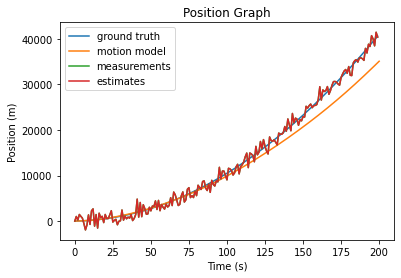 Position Graph
ground truth
motion model
measurements
estimates
Position (m)
40000
30000
20000
10000
0
0 25 50 75 100 125 150 175 200
Time (s)